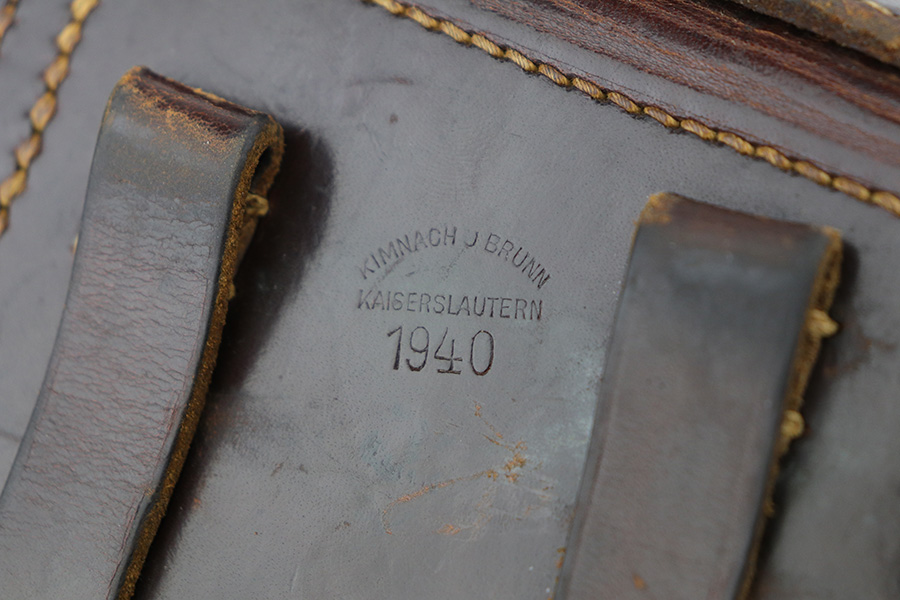 KIMNACH J BRUNN
KAISERSLAUTERN
1940